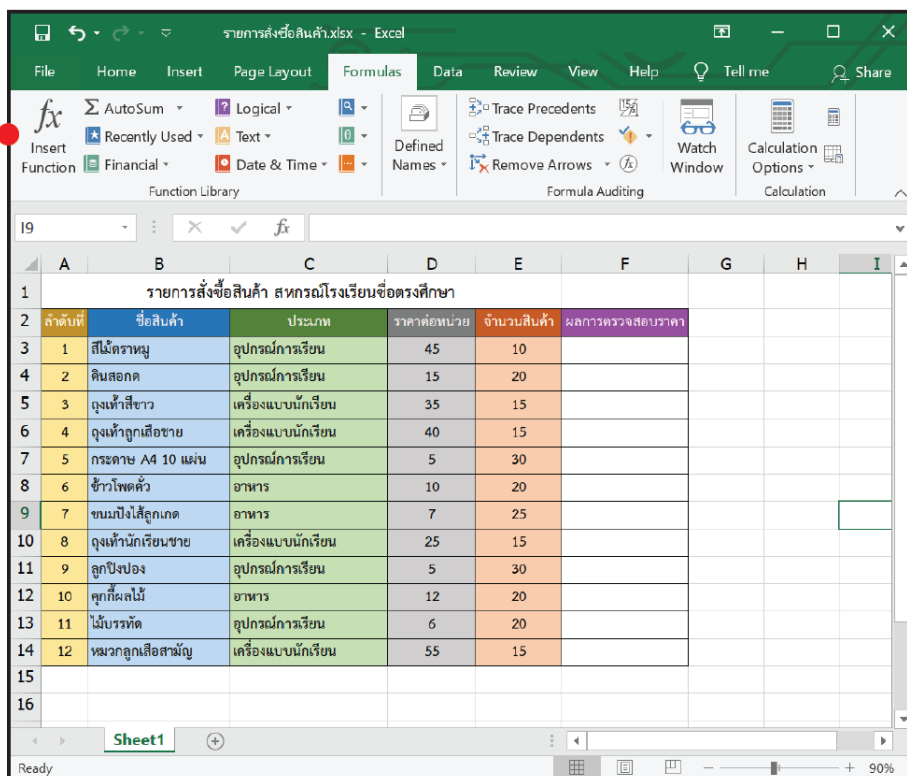 รายการสั่งซื้อสินค้า.xlsx - Excel
File Home Insert Page Layout Formulas Data Review View Help Tell me Share
fx Insert Function
Σ AutoSum
Recently Used
Financial
Logical
Text
Date & Time
Function Library
Defined Names
Trace Precedents
Trace Dependents
Remove Arrows
Formula Auditing
Watch Window
Calculation Options
Calculation
I9 fx
A B C D E F G H I
1 รายการสั่งซื้อสินค้า สหกรณ์โรงเรียนซื่อตรงศึกษา
2 ลำดับที่ ชื่อสินค้า ประเภท ราคาต่อหน่วย จำนวนสินค้า ผลการตรวจสอบราคา
3 1 สีไม้ตราหมู อุปกรณ์การเรียน 45 10
4 2 ดินสอกด อุปกรณ์การเรียน 15 20
5 3 ถุงเท้าสีขาว เครื่องแบบนักเรียน 35 15
6 4 ถุงเท้าลูกเสือชาย เครื่องแบบนักเรียน 40 15
7 5 กระดาษ A4 10 แผ่น อุปกรณ์การเรียน 5 30
8 6 ข้าวโพดคั่ว อาหาร 10 20
9 7 ขนมปังไส้ลูกเกด อาหาร 7 25
10 8 ถุงเท้านักเรียนชาย เครื่องแบบนักเรียน 25 15
11 9 ลูกปิงปอง อุปกรณ์การเรียน 5 30
12 10 คุกกี้ผลไม้ อาหาร 12 20
13 11 ไม้บรรทัด อุปกรณ์การเรียน 6 20
14 12 หมวกลูกเสือสามัญ เครื่องแบบนักเรียน 55 15
15
16
Sheet1
Ready 90%